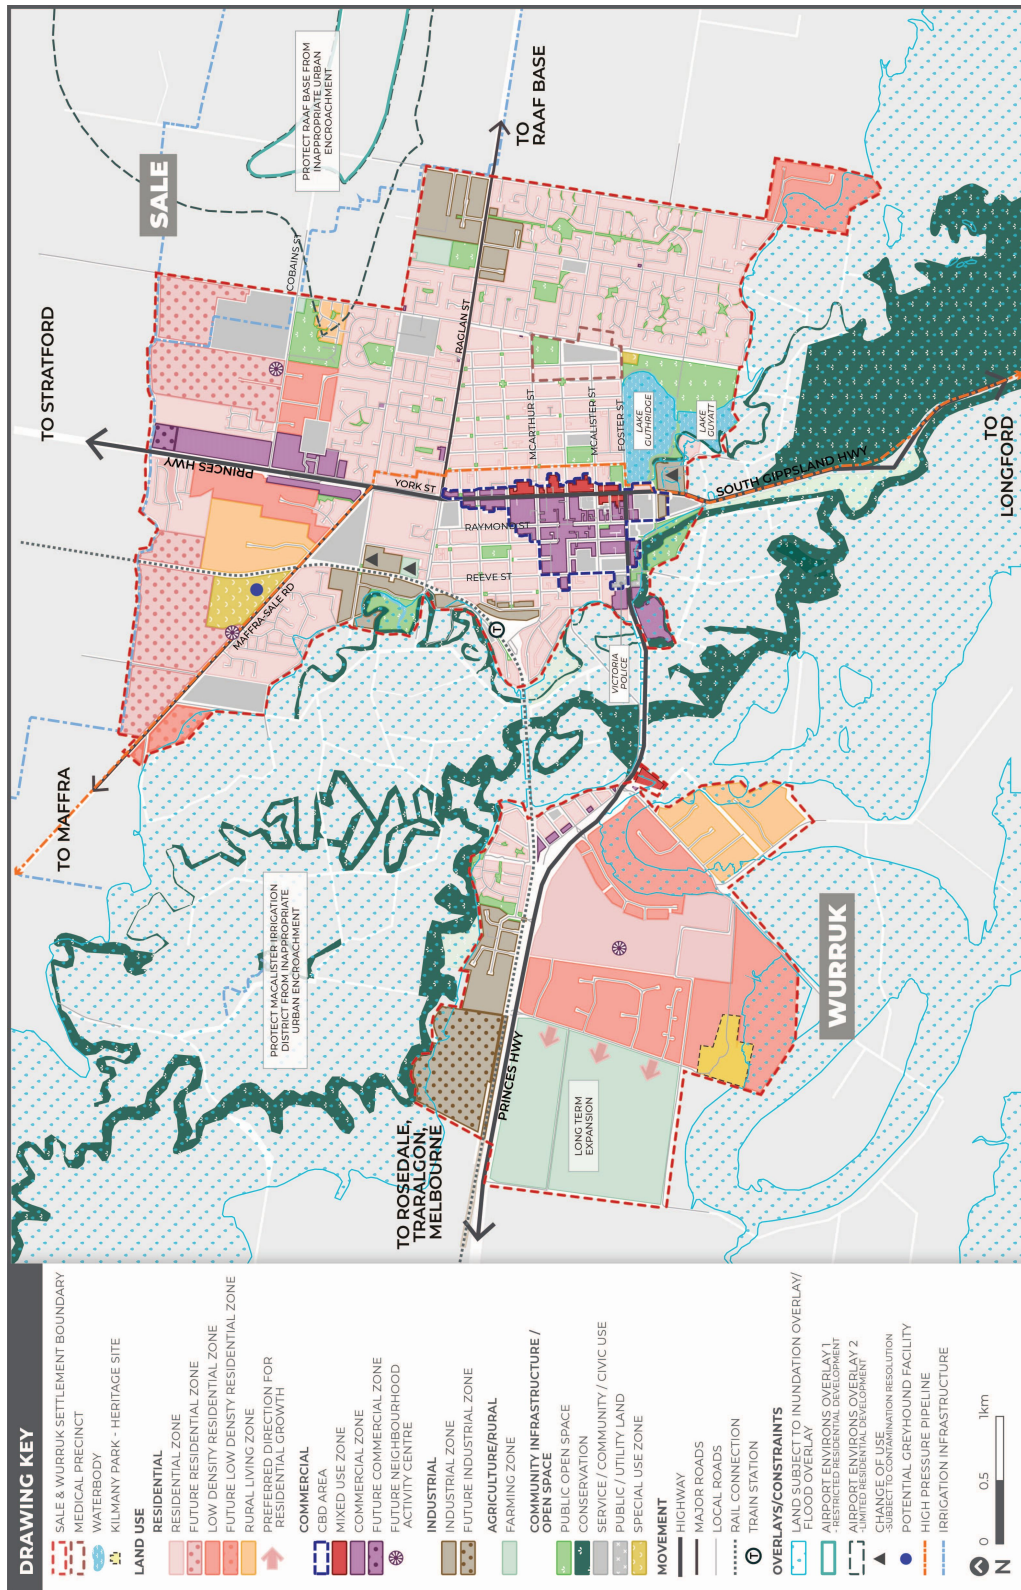 DRAWING KEY
SALE & WURRUK SETTLEMENT BOUNDARY
MEDICAL PRECINCT
WATERBODY
KILMANY PARK - HERITAGE SITE
LAND USE
RESIDENTIAL
RESIDENTIAL ZONE
FUTURE RESIDENTIAL ZONE
LOW DENSITY RESIDENTIAL ZONE
FUTURE LOW DENSITY RESIDENTIAL ZONE
RURAL LIVING ZONE
PREFERRED DIRECTION FOR
RESIDENTIAL GROWTH
COMMERCIAL
CBD AREA
MIXED USE ZONE
COMMERCIAL ZONE
FUTURE COMMERCIAL ZONE
FUTURE NEIGHBOURHOOD
ACTIVITY CENTRE
INDUSTRIAL
INDUSTRIAL ZONE
FUTURE INDUSTRIAL ZONE
AGRICULTURE/RURAL
FARMING ZONE
COMMUNITY INFRASTRUCTURE /
OPEN SPACE
PUBLIC OPEN SPACE
CONSERVATION
SERVICE / COMMUNITY / CIVIC USE
PUBLIC / UTILITY LAND
SPECIAL USE ZONE
MOVEMENT
HIGHWAY
MAJOR ROADS
LOCAL ROADS
RAIL CONNECTION
T TRAIN STATION
OVERLAYS/CONSTRAINTS
LAND SUBJECT TO INUNDATION OVERLAY/
FLOOD OVERLAY
AIRPORT ENVIRONS OVERLAY 1
- RESTRICTED RESIDENTIAL DEVELOPMENT
AIRPORT ENVIRONS OVERLAY 2
- LIMITED RESIDENTIAL DEVELOPMENT
CHANGE OF USE
- SUBJECT TO CONTAMINATION RESOLUTION
POTENTIAL GREYHOUND FACILITY
HIGH PRESSURE PIPELINE
IRRIGATION INFRASTRUCTURE
N
0 0.5 1km
TO MAFFRA
TO STRATFORD
SALE
PROTECT RAAF BASE FROM
INAPPROPRIATE URBAN
ENCROACHMENT
COBAINS ST
PRINCES HWY
MAFFRA-SALE RD
PROTECT MACALISTER IRRIGATION
DISTRICT FROM INAPPROPRIATE
URBAN ENCROACHMENT
YORK ST
RAGLAN ST
TO
RAAF BASE
RAYMOND ST
REEVE ST
T
MCARTHUR ST
MCALISTER ST
FOSTER ST
LAKE
GUTHRIDGE
LAKE
GUYATT
VICTORIA
POLICE
SOUTH GIPPSLAND HWY
TO
LONGFORD
TO ROSEDALE,
TRARALGON,
MELBOURNE
PRINCES HWY
LONG TERM
EXPANSION
WURRUK